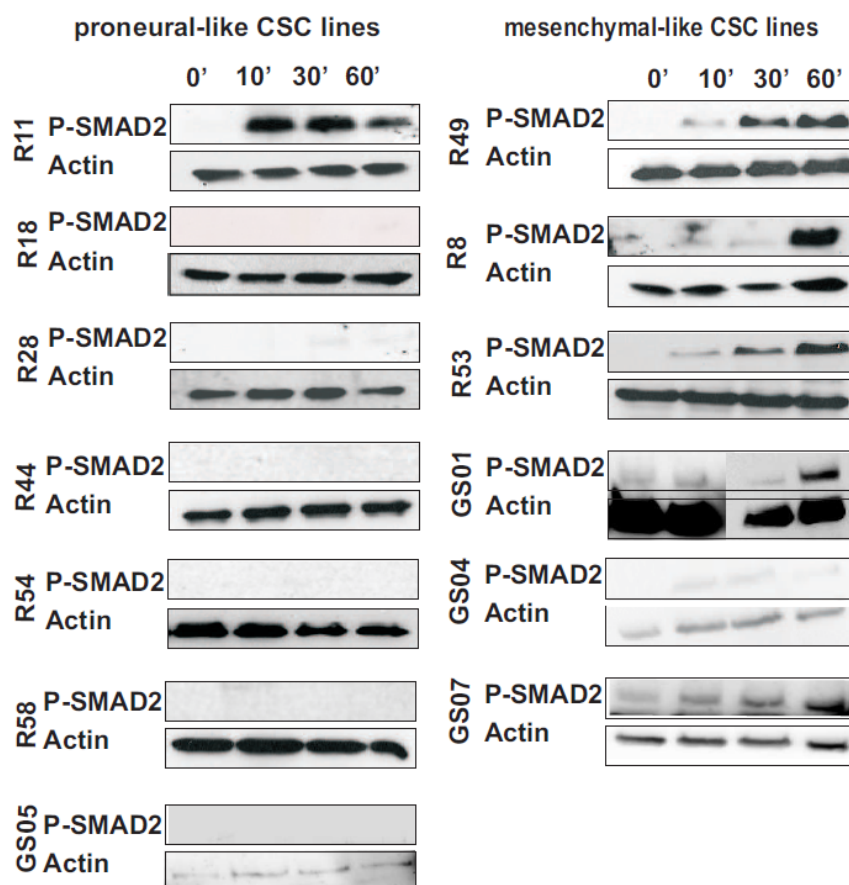 proneural-like CSC lines
0' 10' 30' 60'
R11
P-SMAD2
Actin
R18
P-SMAD2
Actin
R28
P-SMAD2
Actin
R44
P-SMAD2
Actin
R54
P-SMAD2
Actin
R58
P-SMAD2
Actin
GS05
P-SMAD2
Actin
mesenchymal-like CSC lines
0' 10' 30' 60'
R49
P-SMAD2
Actin
R8
P-SMAD2
Actin
R53
P-SMAD2
Actin
GS01
P-SMAD2
Actin
GS04
P-SMAD2
Actin
GS07
P-SMAD2
Actin